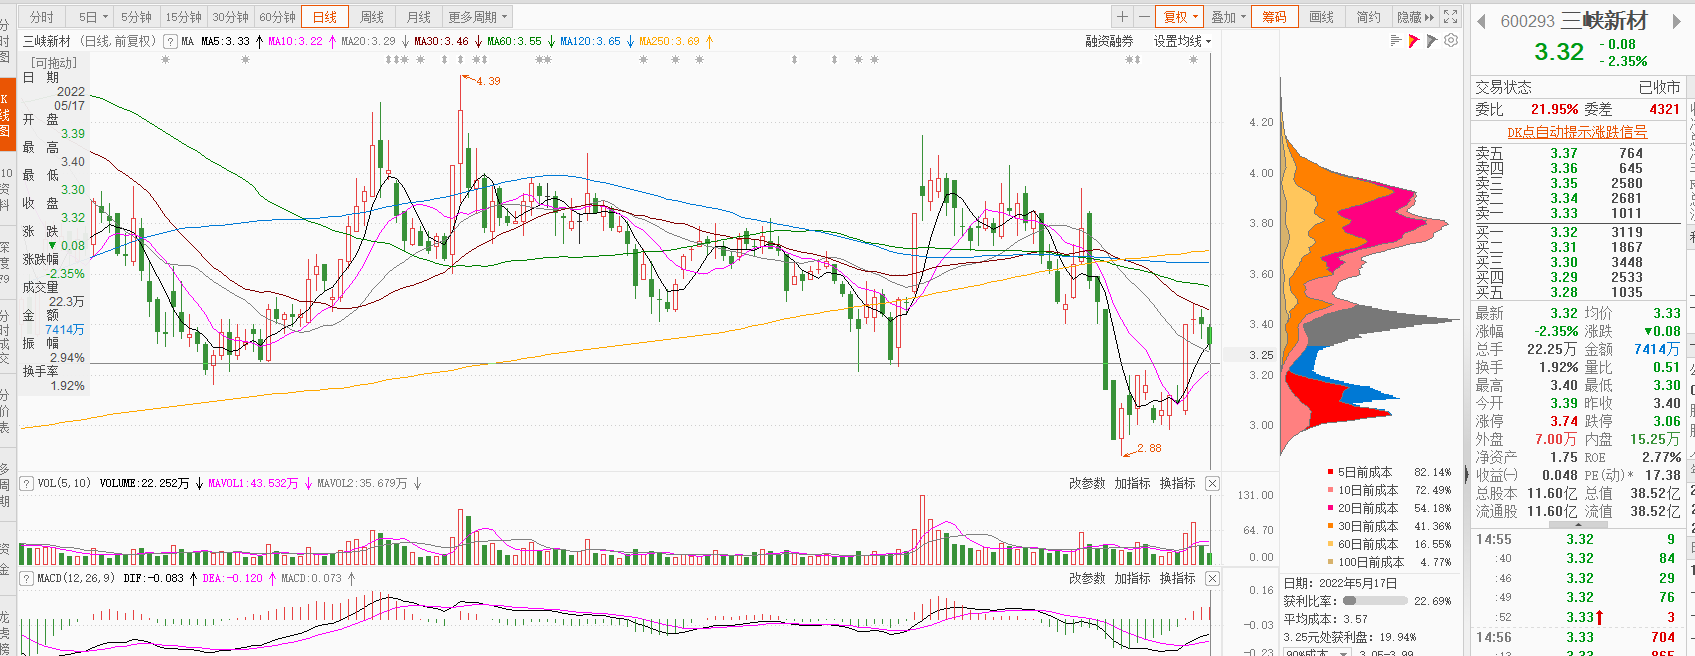 分时 5日 5分钟 15分钟 30分钟 60分钟 日线 周线 月线 更多周期
复权 叠加 筹码 画线 简约 隐藏
三峡新材 (日线,前复权) ? MA MA5:3.33 ↑ MA10:3.22 ↑ MA20:3.29 ↓ MA30:3.46 ↓ MA60:3.55 ↓ MA120:3.65 ↓ MA250:3.69 ↑
融资融券 设置均线
[可拖动]
日 期
2022
05/17
开 盘
3.39
最 高
3.40
最 低
3.30
收 盘
3.32
涨 跌
▼0.08
涨跌幅
-2.35%
成交量
22.3万
金 额
7414万
振 幅
2.94%
换手率
1.92%
4.39
2.88
4.20
4.00
3.80
3.60
3.40
3.25
3.20
3.00
? VOL(5,10) VOLUME:22.252万 ↓ MAVOL1:43.532万 ↓ MAVOL2:35.679万 ↓
改参数 加指标 换指标
131.00
64.70
0.00
? MACD(12,26,9) DIF:-0.083 ↑ DEA:-0.120 ↑ MACD:0.073 ↑
改参数 加指标 换指标
0.16
-0.03
-0.23
5日前成本 82.14%
10日前成本 72.49%
20日前成本 54.18%
30日前成本 41.36%
60日前成本 16.55%
100日前成本 4.77%
日期: 2022年5月17日
获利比率: 22.69%
平均成本: 3.57
3.25元处获利盘: 19.94%
90%成本 3.05-3.99
600293 三峡新材
3.32 -0.08
-2.35%
交易状态 已收市
委比 21.95% 委差 4321
DK点自动提示涨跌信号
卖五 3.37 764
卖四 3.36 645
卖三 3.35 2580
卖二 3.34 2681
卖一 3.33 1011
买一 3.32 3119
买二 3.31 1867
买三 3.30 3448
买四 3.29 2533
买五 3.28 1035
最新 3.32 均价 3.33
涨幅 -2.35% 涨跌 ▼0.08
总手 22.25万 金额 7414万
换手 1.92% 量比 0.51
最高 3.40 最低 3.30
今开 3.39 昨收 3.40
涨停 3.74 跌停 3.06
外盘 7.00万 内盘 15.25万
净资产 1.75 ROE 2.77%
收益㈠ 0.048 PE(动)* 17.38
总股本 11.60亿 总值 38.52亿
流通股 11.60亿 流值 38.52亿
14:55 3.32 9
:40 3.32 84
:46 3.32 29
:49 3.32 76
:52 3.33↑ 3
14:56 3.33 704